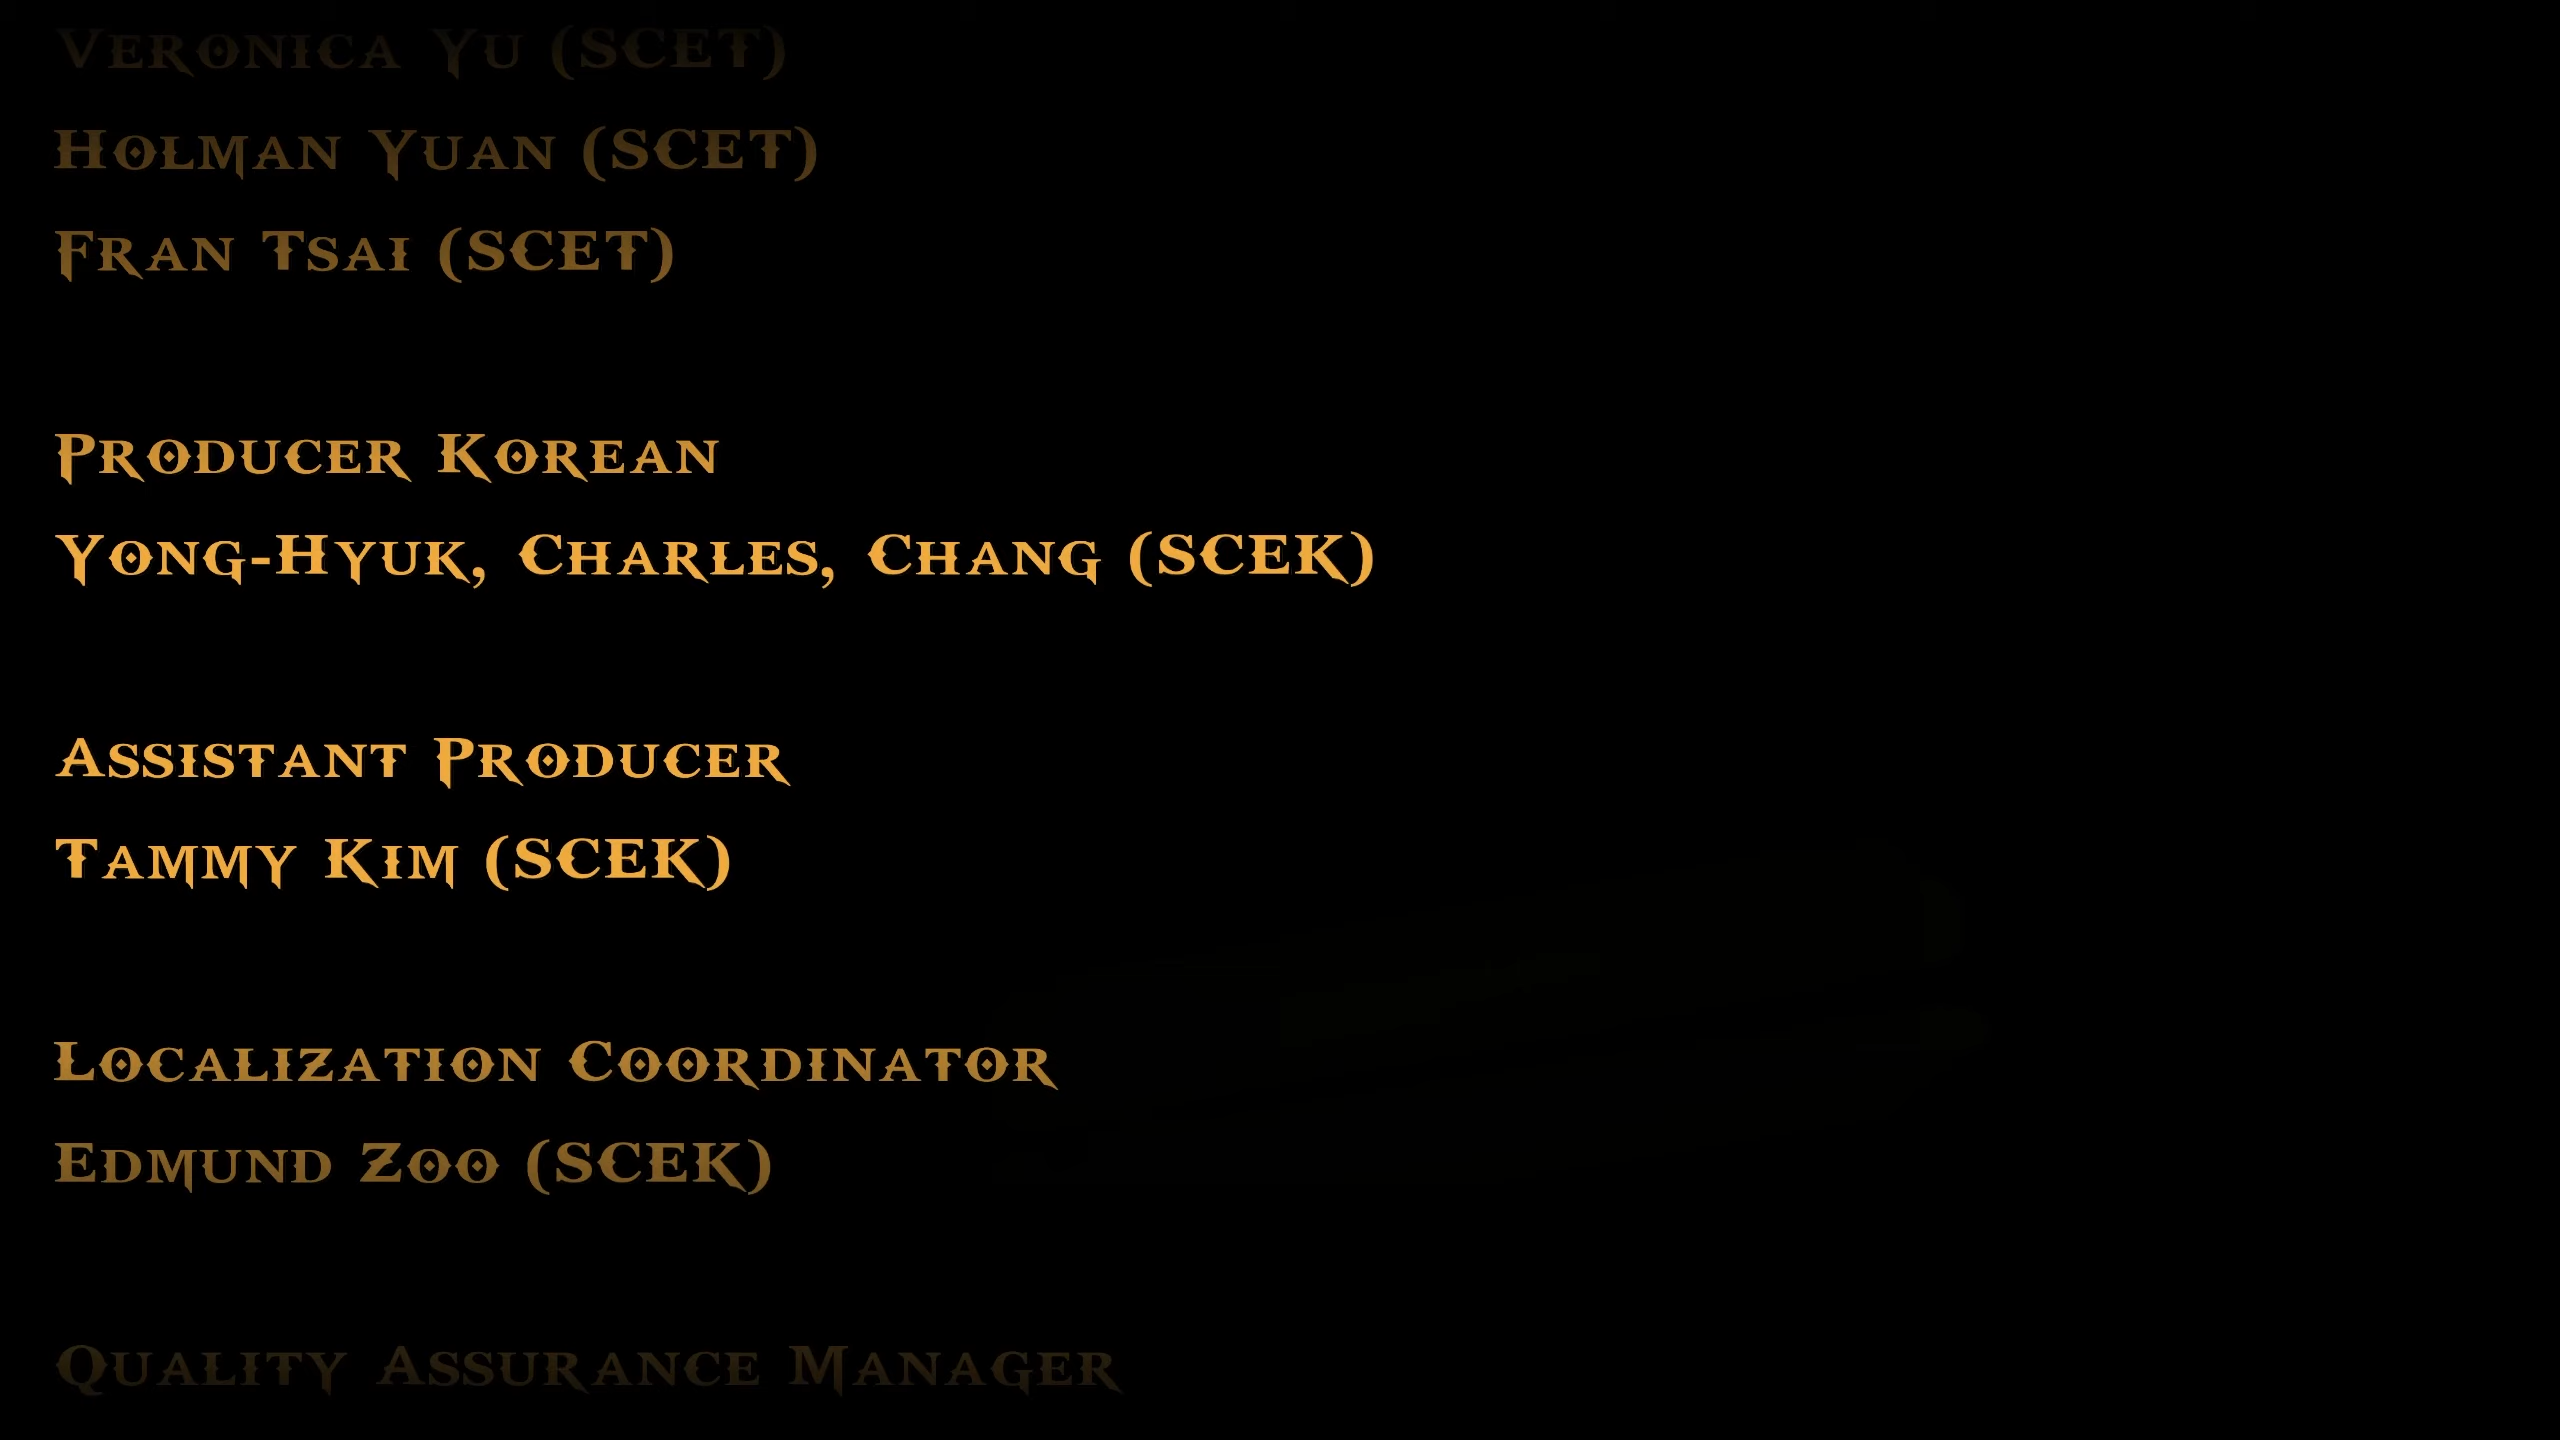 Veronica Yu (SCET)
Holman Yuan (SCET)
Fran Tsai (SCET)
Producer Korean
Yong-Hyuk, Charles, Chang (SCEK)
Assistant Producer
Tammy Kim (SCEK)
Localization Coordinator
Edmund Zoo (SCEK)
Quality Assurance Manager